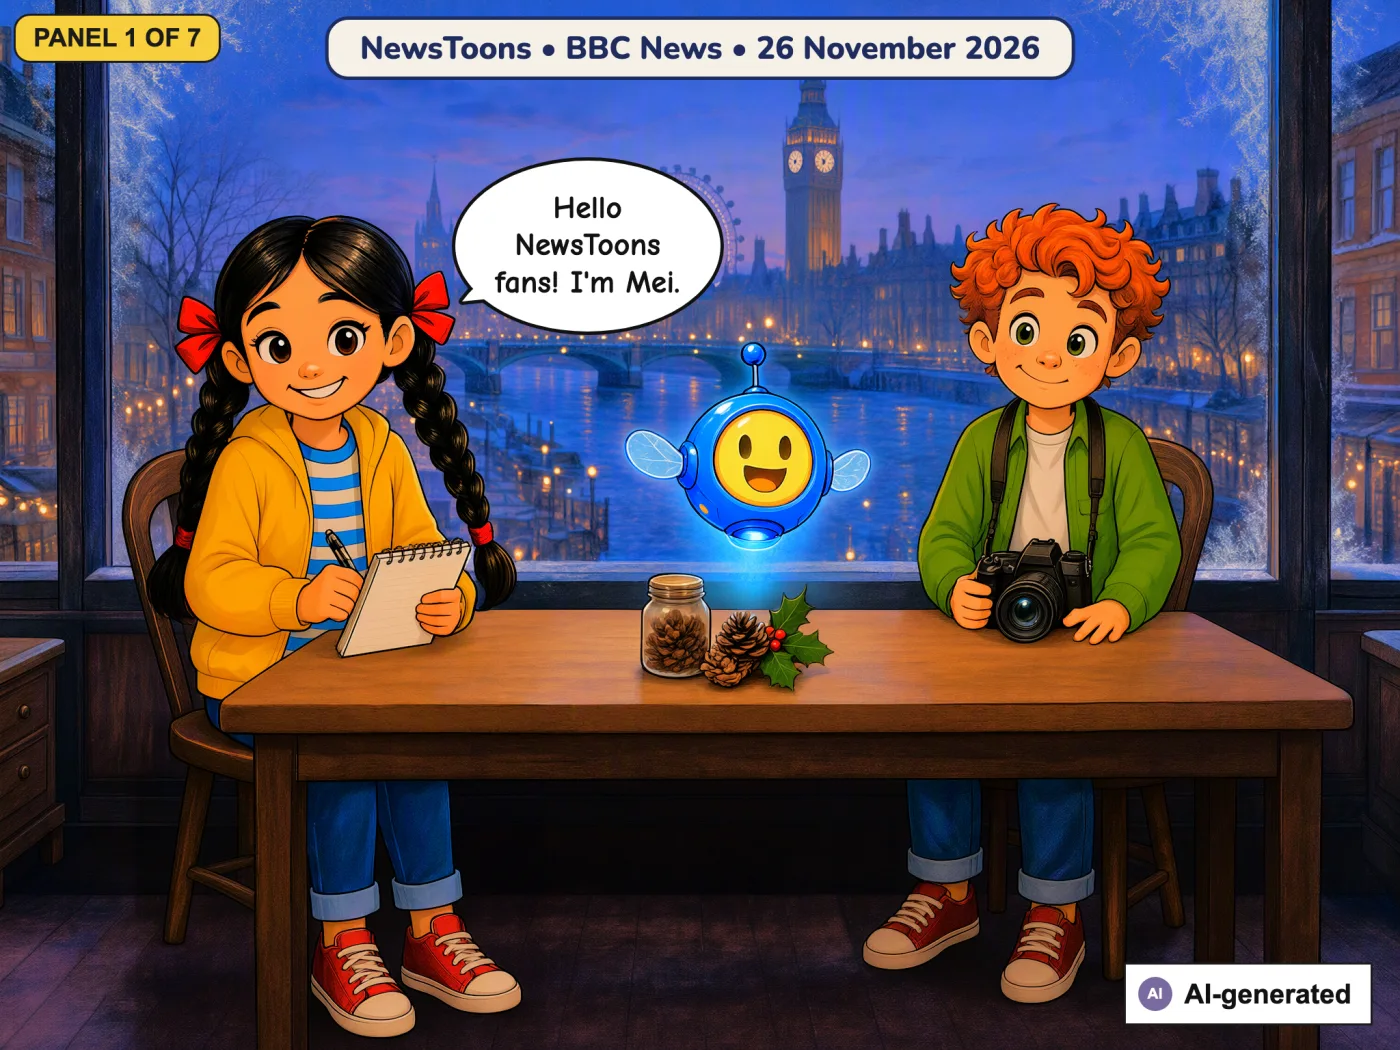 PANEL 1 OF 7
NewsToons • BBC News • 26 November 2026
Hello
NewsToons
fans! I'm Mei.
AI AI-generated